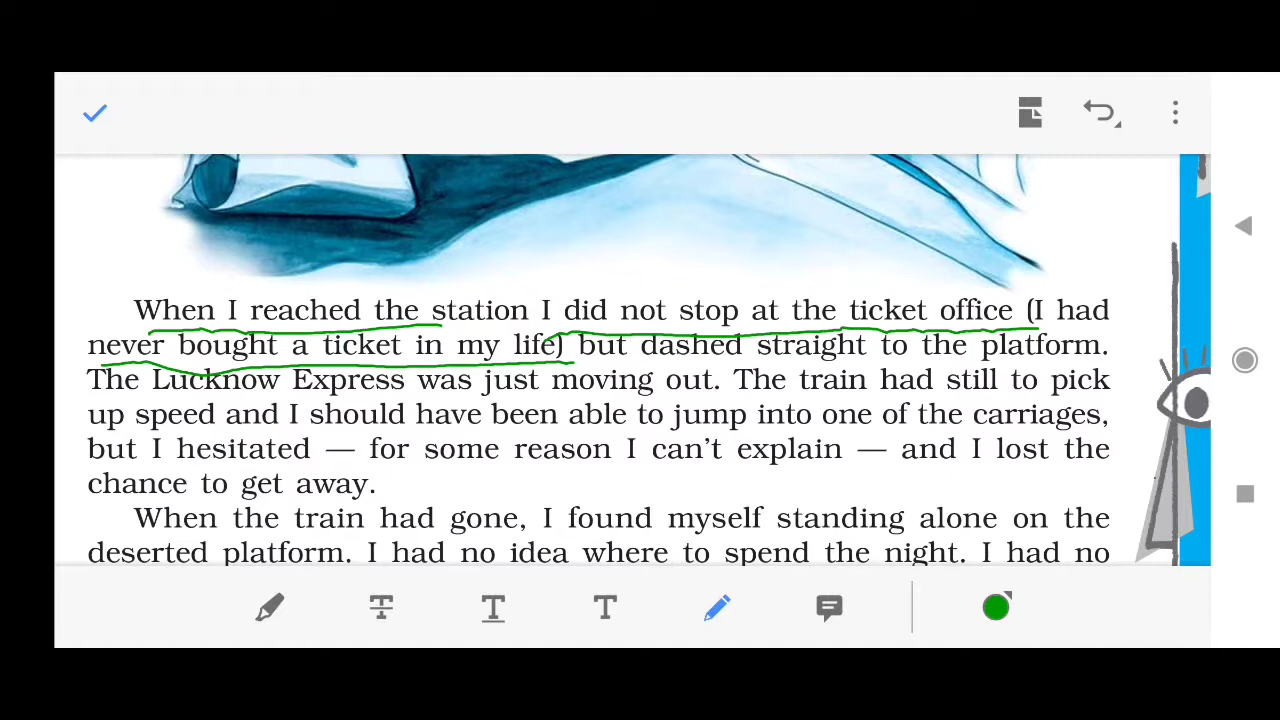 When I reached the station I did not stop at the ticket office (I had
never bought a ticket in my life) but dashed straight to the platform.
The Lucknow Express was just moving out. The train had still to pick
up speed and I should have been able to jump into one of the carriages,
but I hesitated — for some reason I can’t explain — and I lost the
chance to get away.
When the train had gone, I found myself standing alone on the
deserted platform. I had no idea where to spend the night. I had no